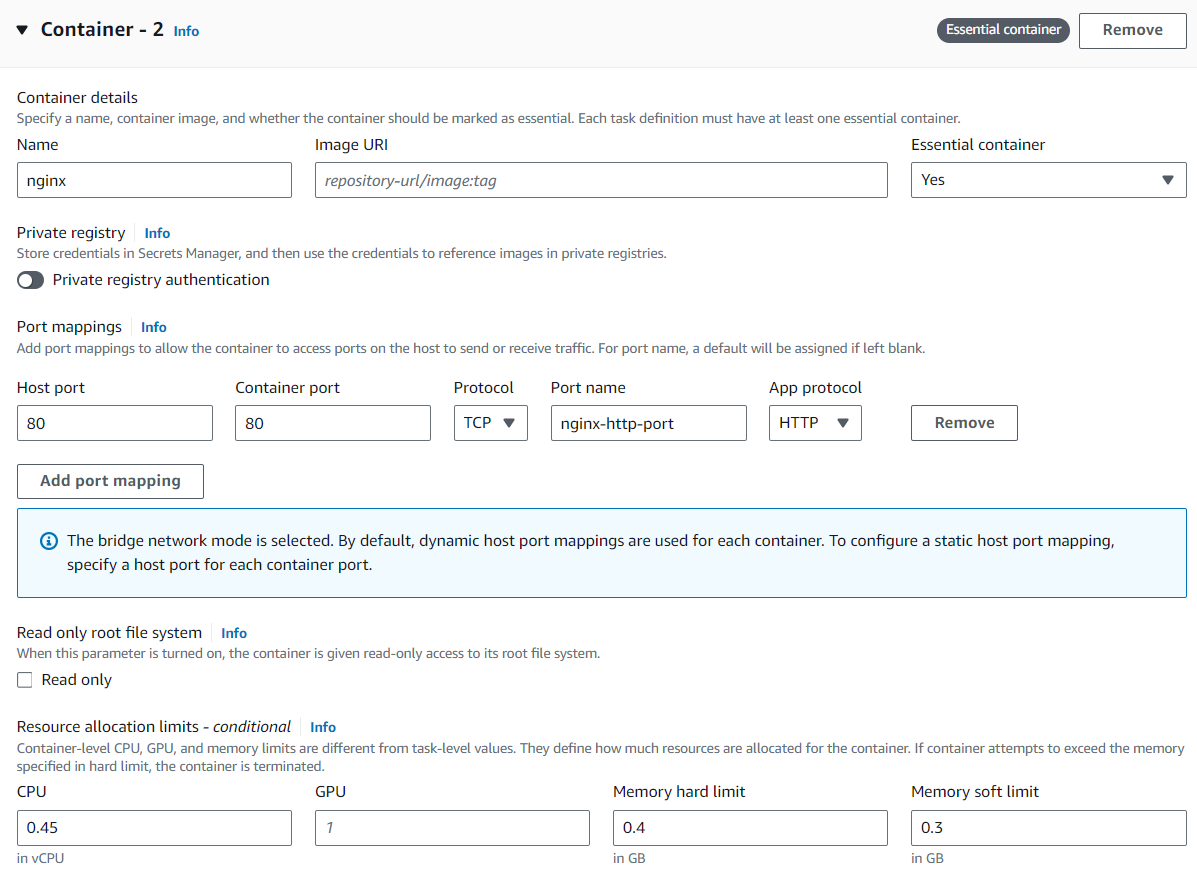 Container - 2 Info Essential container Remove
Container details
Specify a name, container image, and whether the container should be marked as essential. Each task definition must have at least one essential container.
Name Image URI Essential container
nginx repository-url/image:tag Yes
Private registry Info
Store credentials in Secrets Manager, and then use the credentials to reference images in private registries.
Private registry authentication
Port mappings Info
Add port mappings to allow the container to access ports on the host to send or receive traffic. For port name, a default will be assigned if left blank.
Host port Container port Protocol Port name App protocol
80 80 TCP nginx-http-port HTTP Remove
Add port mapping
The bridge network mode is selected. By default, dynamic host port mappings are used for each container. To configure a static host port mapping,
specify a host port for each container port.
Read only root file system Info
When this parameter is turned on, the container is given read-only access to its root file system.
Read only
Resource allocation limits - conditional Info
Container-level CPU, GPU, and memory limits are different from task-level values. They define how much resources are allocated for the container. If container attempts to exceed the memory
specified in hard limit, the container is terminated.
CPU GPU Memory hard limit Memory soft limit
0.45 1 0.4 0.3
in vCPU in GB in GB